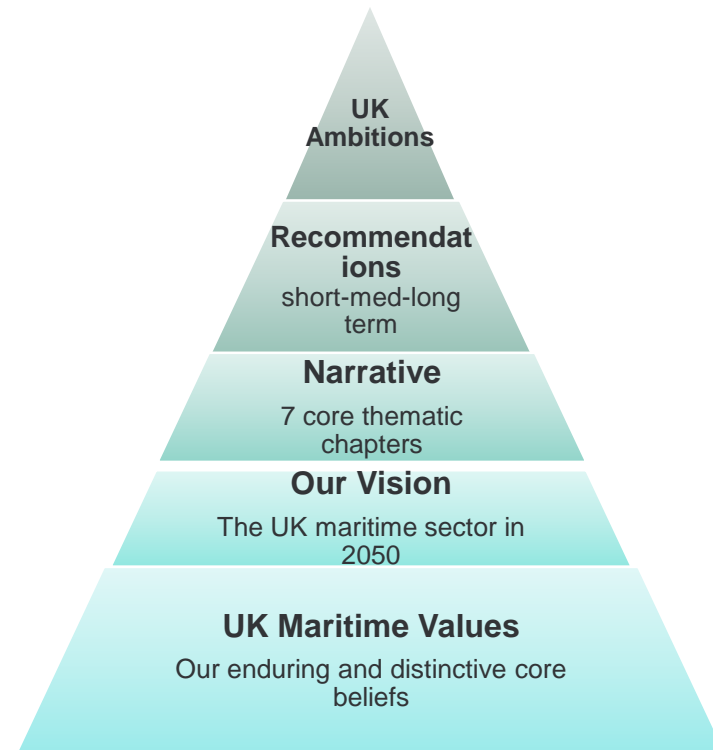 UK
Ambitions
Recommendat
ions
short-med-long
term
Narrative
7 core thematic
chapters
Our Vision
The UK maritime sector in
2050
UK Maritime Values
Our enduring and distinctive core
beliefs